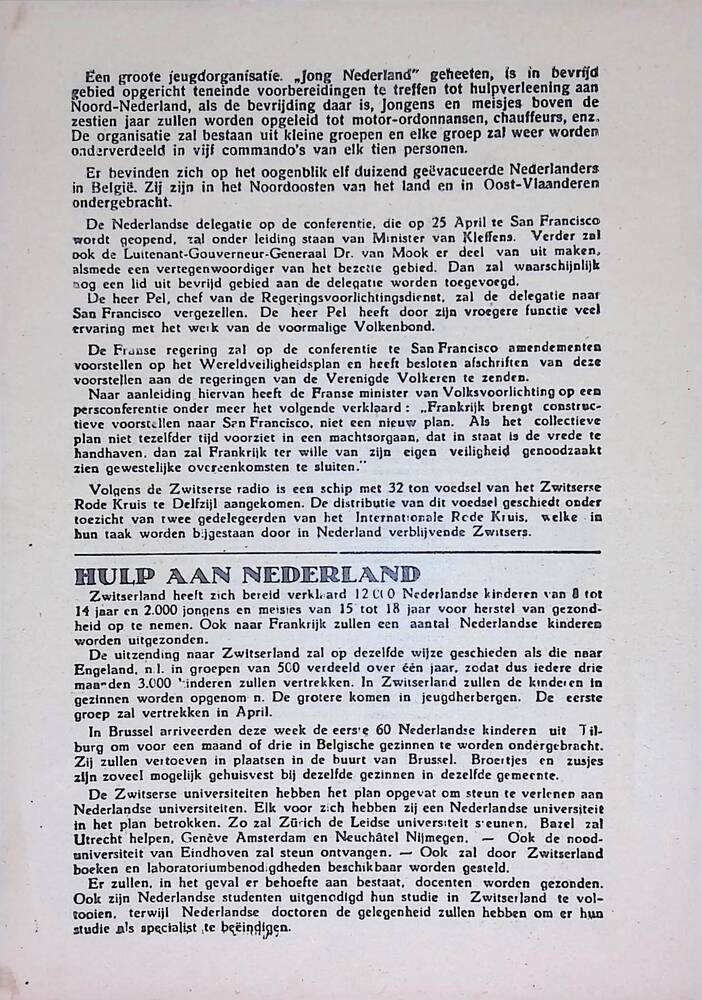 Een groote jeugdorganisatie. „Jong Nederland” geheeten, is in bevrijd
gebied opgericht teneinde voorbereidingen te treffen tot hulpverleening aan
Noord-Nederland, als de bevrijding daar is, Jongens en meisjes boven de
zestien jaar zullen worden opgeleid tot motor-ordonnansen, chauffeurs, enz.
De organisatie zal bestaan uit kleine groepen en elke groep zal weer worden
onderverdeeld in vijf commando's van elk tien personen.
Er bevinden zich op het oogenblik elf duizend geëvacueerde Nederlanders
in België. Zij zijn in het Noordoosten van het land en in Oost-Vlaanderen
ondergebracht.
De Nederlandse delegatie op de conferentie, die op 25 April te San Francisco
wordt geopend, zal onder leiding staan van Minister van Kleffens. Verder zal
ook de Luitenant-Gouverneur-Generaal Dr. van Mook er deel van uit maken,
alsmede een vertegenwoordiger van het bezette gebied. Dan zal waarschijnlijk
nog een lid uit bevrijd gebied aan de delegatie worden toegevoegd.
De heer Pel, chef van de Regeringsvoorlichtingsdienst, zal de delegatie naar
San Francisco vergezellen. De heer Pel heeft door zijn vroegere functie veel
ervaring met het werk van de voormalige Volkenbond.
De Franse regering zal op de conferentie te San Francisco amendementen
voorstellen op het Wereldveiligheidsplan en heeft besloten afschriften van deze
voorstellen aan de regeringen van de Verenigde Volkeren te zenden.
Naar aanleiding hiervan heeft de Franse minister van Volksvoorlichting op een
persconferentie onder meer het volgende verklaard : „Frankrijk brengt construc-
tieve voorstellen naar San Francisco, niet een nieuw plan. Als het collectieve
plan niet tezelfder tijd voorziet in een machtsorgaan, dat in staat is de vrede te
handhaven, dan zal Frankrijk ter wille van zijn eigen veiligheid genoodzaakt
zien gewestelijke overeenkomsten te sluiten.”
Volgens de Zwitserse radio is een schip met 32 ton voedsel van het Zwitserse
Rode Kruis te Delfzijl aangekomen. De distributie van dit voedsel geschiedt onder
toezicht van twee gedelegeerden van het Internationale Rode Kruis, welke in
hun taak worden bijgestaan door in Nederland verblijvende Zwitsers.
HULP AAN NEDERLAND
Zwitserland heeft zich bereid verklaard 12 000 Nederlandse kinderen van 8 tot
14 jaar en 2.000 jongens en meisjes van 15 tot 18 jaar voor herstel van gezond-
heid op te nemen. Ook naar Frankrijk zullen een aantal Nederlandse kinderen
worden uitgezonden.
De uitzending naar Zwitserland zal op dezelfde wijze geschieden als die naar
Engeland, n.l. in groepen van 500 verdeeld over één jaar, zodat dus iedere drie
maanden 3.000 kinderen zullen vertrekken. In Zwitserland zullen de kinderen in
gezinnen worden opgenomen. De grotere komen in jeugdherbergen. De eerste
groep zal vertrekken in April.
In Brussel arriveerden deze week de eerste 60 Nederlandse kinderen uit Til-
burg om voor een maand of drie in Belgische gezinnen te worden ondergebracht.
Zij zullen vertoeven in plaatsen in de buurt van Brussel. Broertjes en zusjes
zijn zoveel mogelijk gehuisvest bij dezelfde gezinnen in dezelfde gemeente.
De Zwitserse universiteiten hebben het plan opgevat om steun te verlenen aan
Nederlandse universiteiten. Elk voor zich hebben zij een Nederlandse universiteit
in het plan betrokken. Zo zal Zürich de Leidse universiteit steunen, Bazel zal
Utrecht helpen, Genève Amsterdam en Neuchâtel Nijmegen. — Ook de nood-
universiteit van Eindhoven zal steun ontvangen. — Ook zal door Zwitserland
boeken en laboratoriumbenodigdheden beschikbaar worden gesteld.
Er zullen, in het geval er behoefte aan bestaat, docenten worden gezonden.
Ook zijn Nederlandse studenten uitgenodigd hun studie in Zwitserland te vol-
tooien, terwijl Nederlandse doctoren de gelegenheid zullen hebben om er hun
studie als specialist te beëindigen.